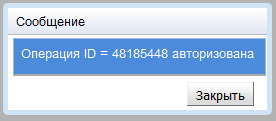 Сообщение
Операция ID = 48185448 авторизована
Закрыть